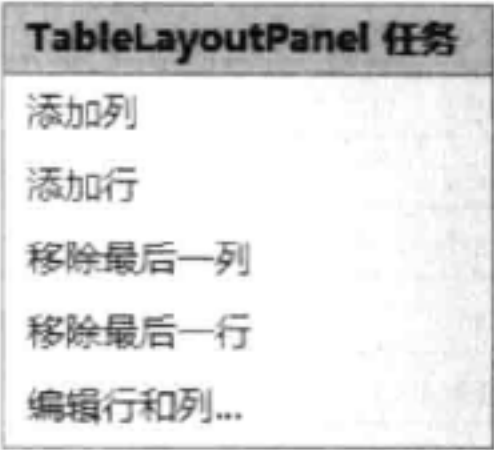 TableLayoutPanel 任务
添加列
添加行
移除最后一列
移除最后一行
编辑行和列...